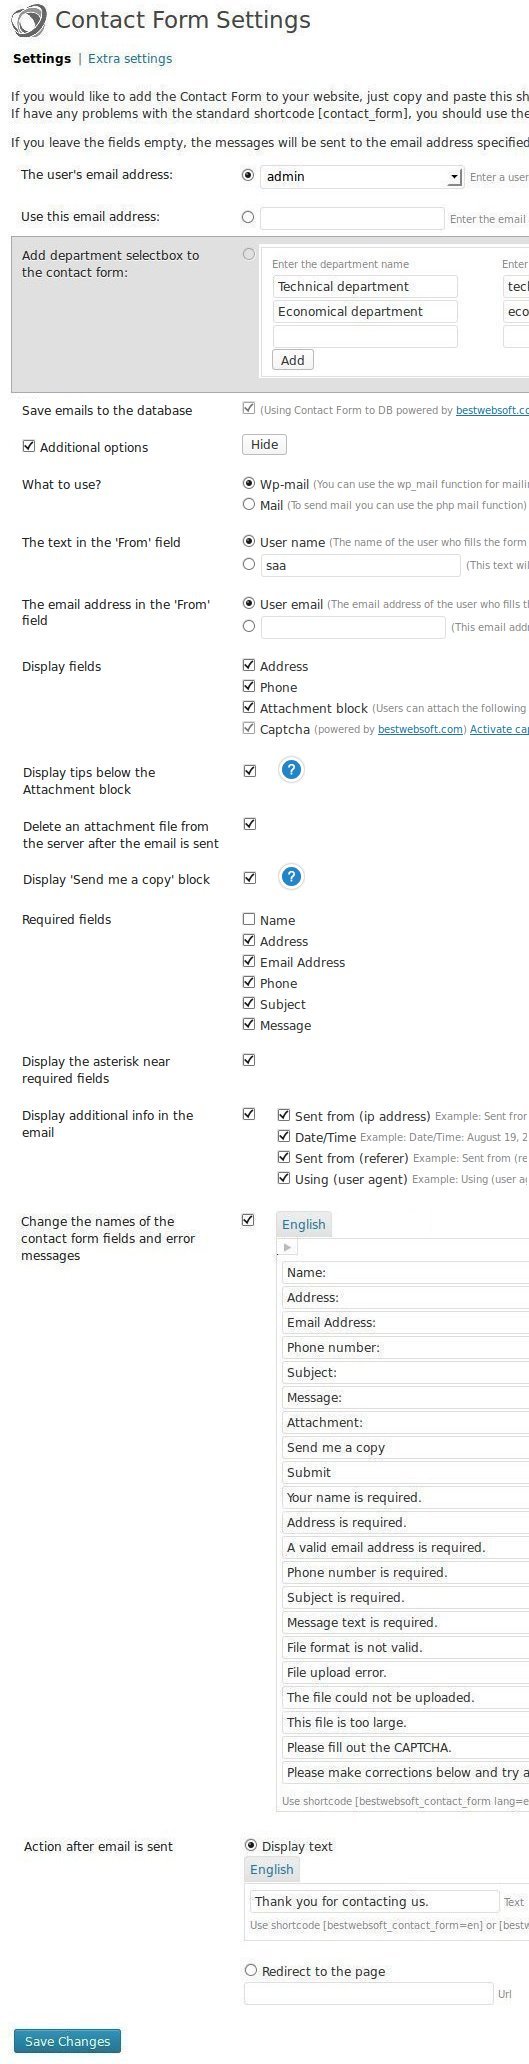 Contact Form Settings
Settings | Extra settings
If you would like to add the Contact Form to your website, just copy and paste this sh
If have any problems with the standard shortcode [contact_form], you should use the
If you leave the fields empty, the messages will be sent to the email address specified
The user's email address:
admin
Enter a user
Use this email address:
Enter the email
Add department selectbox to
the contact form:
Enter the department name
Enter
Technical department
tec
Economical department
eco
Add
Save emails to the database
(Using Contact Form to DB powered by bestwebsoft.co
Additional options
Hide
What to use?
Wp-mail (You can use the wp_mail function for maili
Mail (To send mail you can use the php mail function)
The text in the 'From' field
User name (The name of the user who fills the form
saa
(This text wil
The email address in the 'From'
field
User email (The email address of the user who fills t
(This email addr
Display fields
Address
Phone
Attachment block (Users can attach the following
Captcha (powered by bestwebsoft.com) Activate ca
Display tips below the
Attachment block
?
Delete an attachment file from
the server after the email is sent
Display 'Send me a copy' block
?
Required fields
Name
Address
Email Address
Phone
Subject
Message
Display the asterisk near
required fields
Display additional info in the
email
Sent from (ip address) Example: Sent fror
Date/Time Example: Date/Time: August 19, 2
Sent from (referer) Example: Sent from (re
Using (user agent) Example: Using (user a
Change the names of the
contact form fields and error
messages
English
Name:
Address:
Email Address:
Phone number:
Subject:
Message:
Attachment:
Send me a copy
Submit
Your name is required.
Address is required.
A valid email address is required.
Phone number is required.
Subject is required.
Message text is required.
File format is not valid.
File upload error.
The file could not be uploaded.
This file is too large.
Please fill out the CAPTCHA.
Please make corrections below and try a
Use shortcode [bestwebsoft_contact_form lang=e
Action after email is sent
Display text
English
Thank you for contacting us.
Text
Use shortcode [bestwebsoft_contact_form=en] or [bestw
Redirect to the page
Url
Save Changes